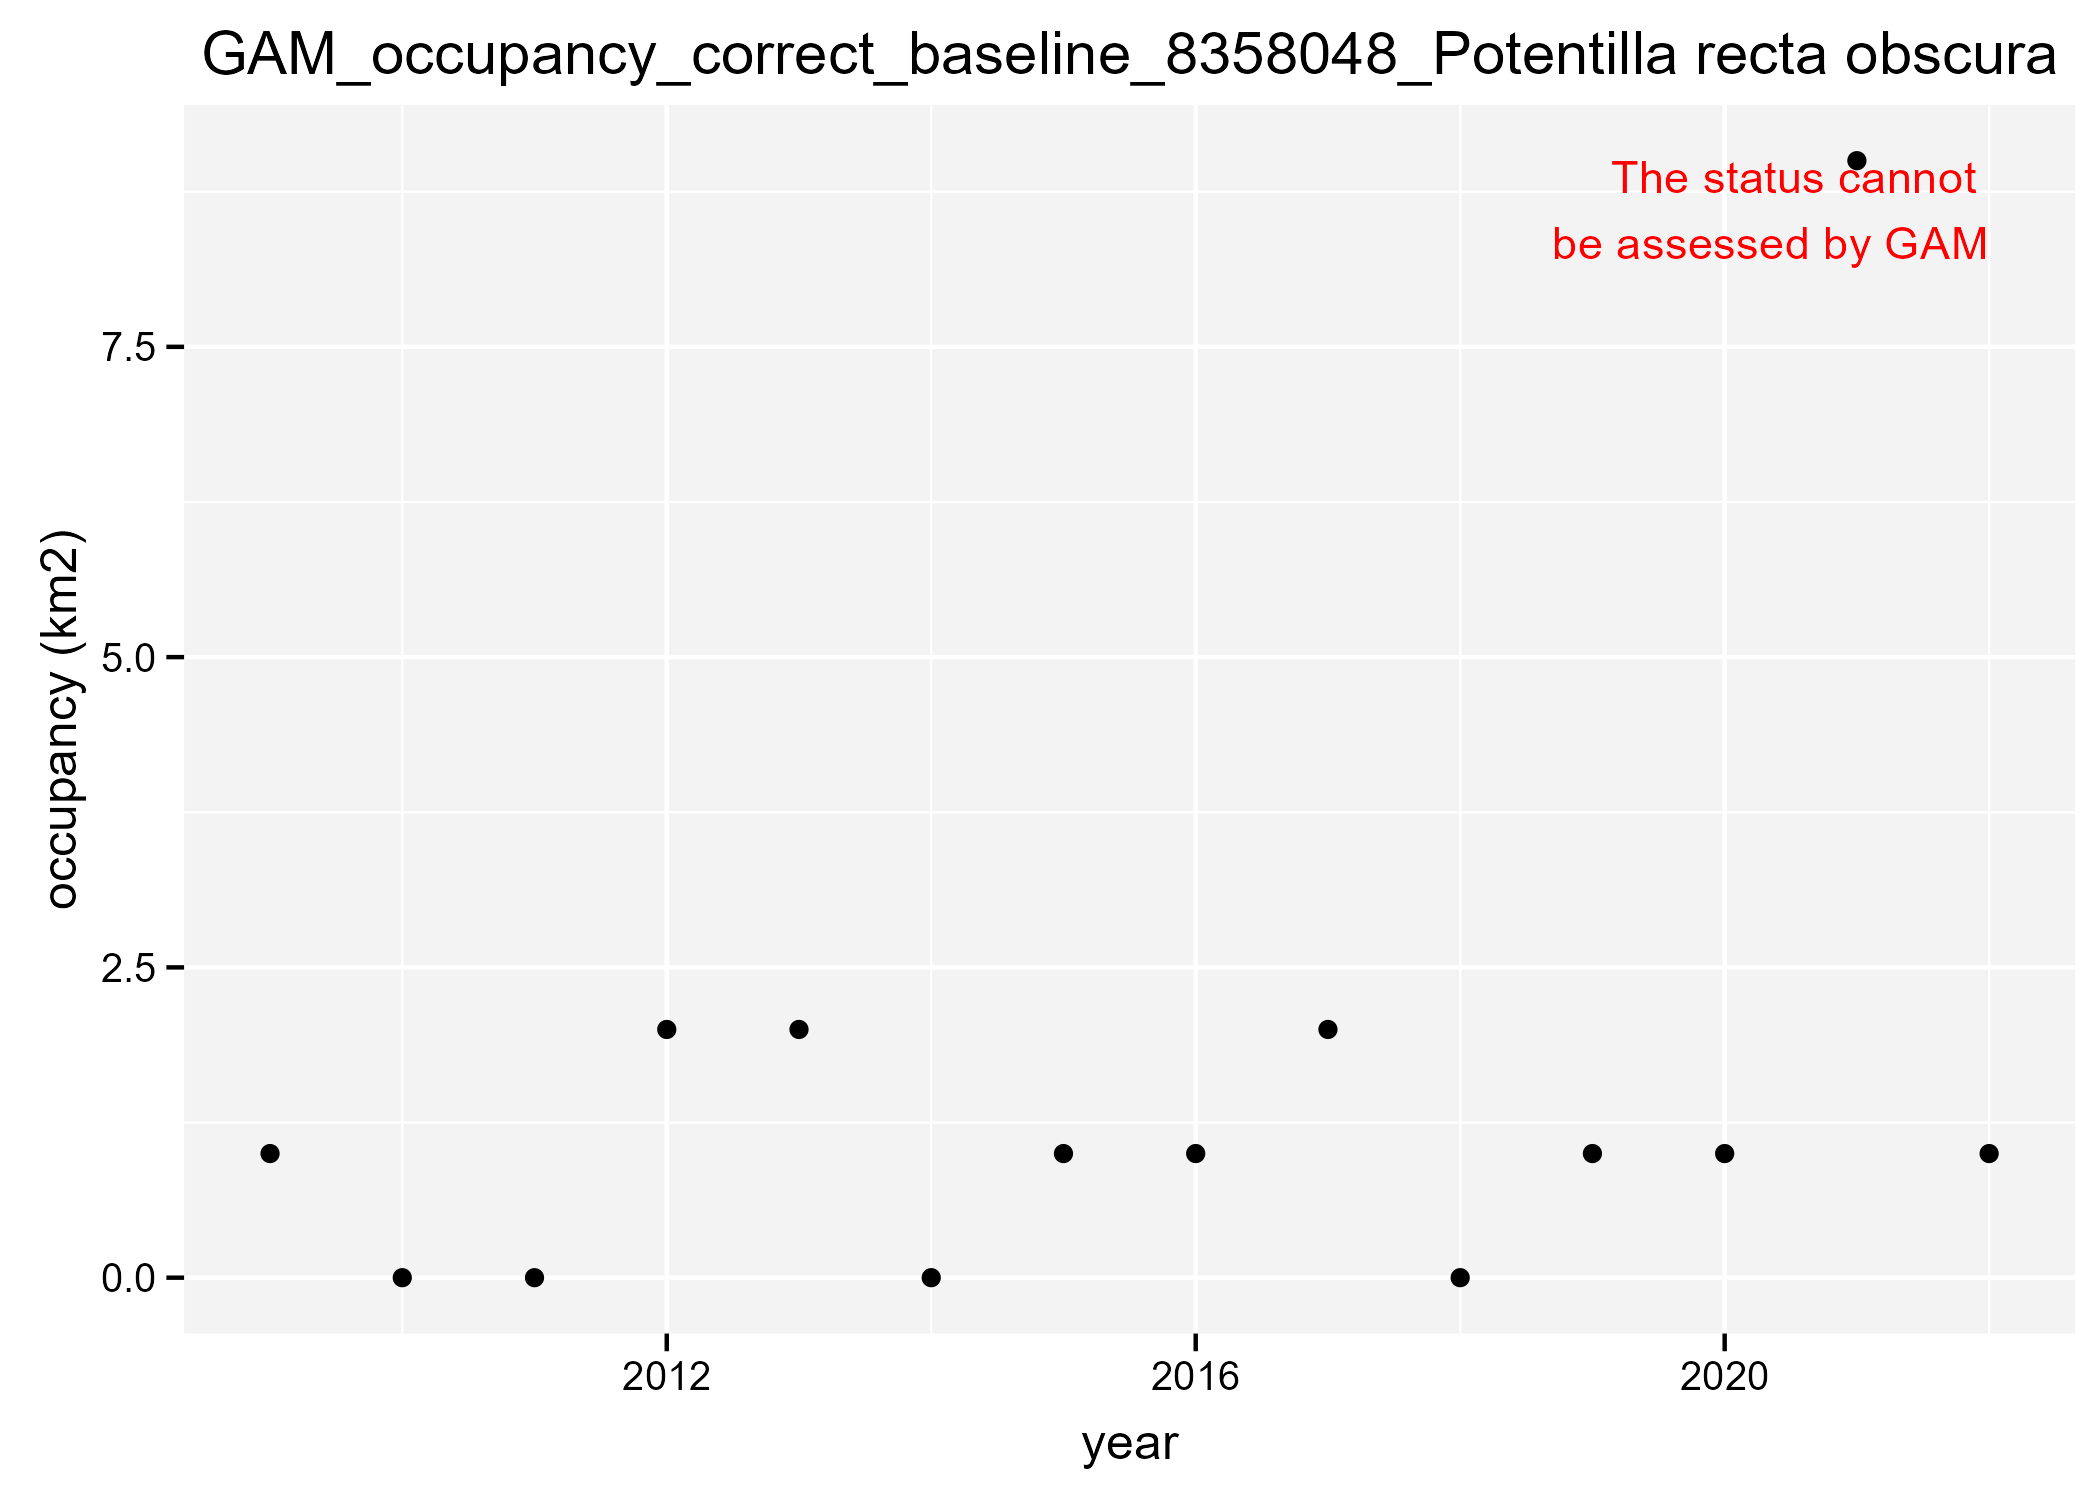 GAM_occupancy_correct_baseline_8358048_Potentilla recta obscura
The status cannot
be assessed by GAM
7.5
5.0
2.5
0.0
occupancy (km2)
2012
2016
2020
year